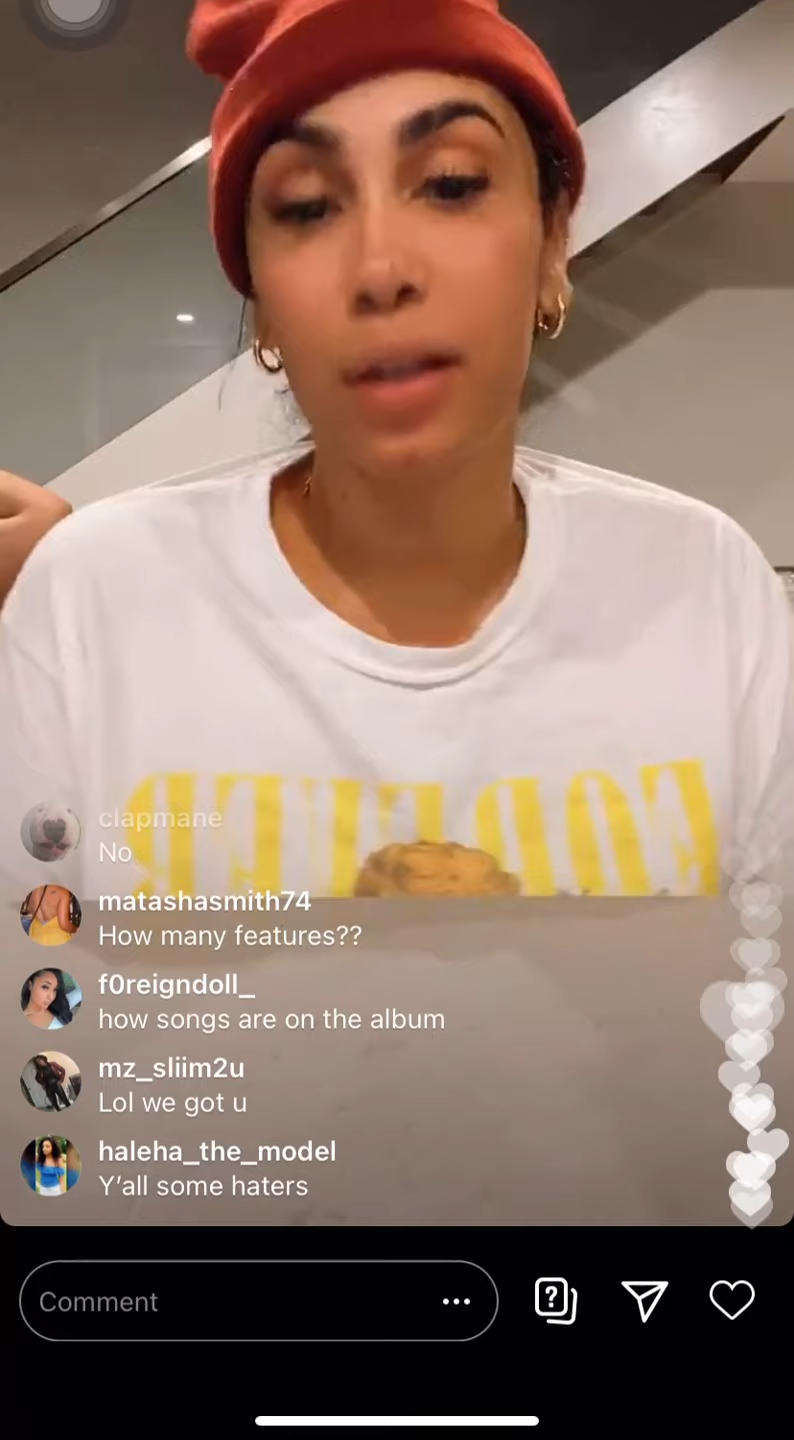 clapmane
No
matashasmith74
How many features??
f0reigndoll_
how songs are on the album
mz_sliim2u
Lol we got u
haleha_the_model
Y’all some haters
Comment